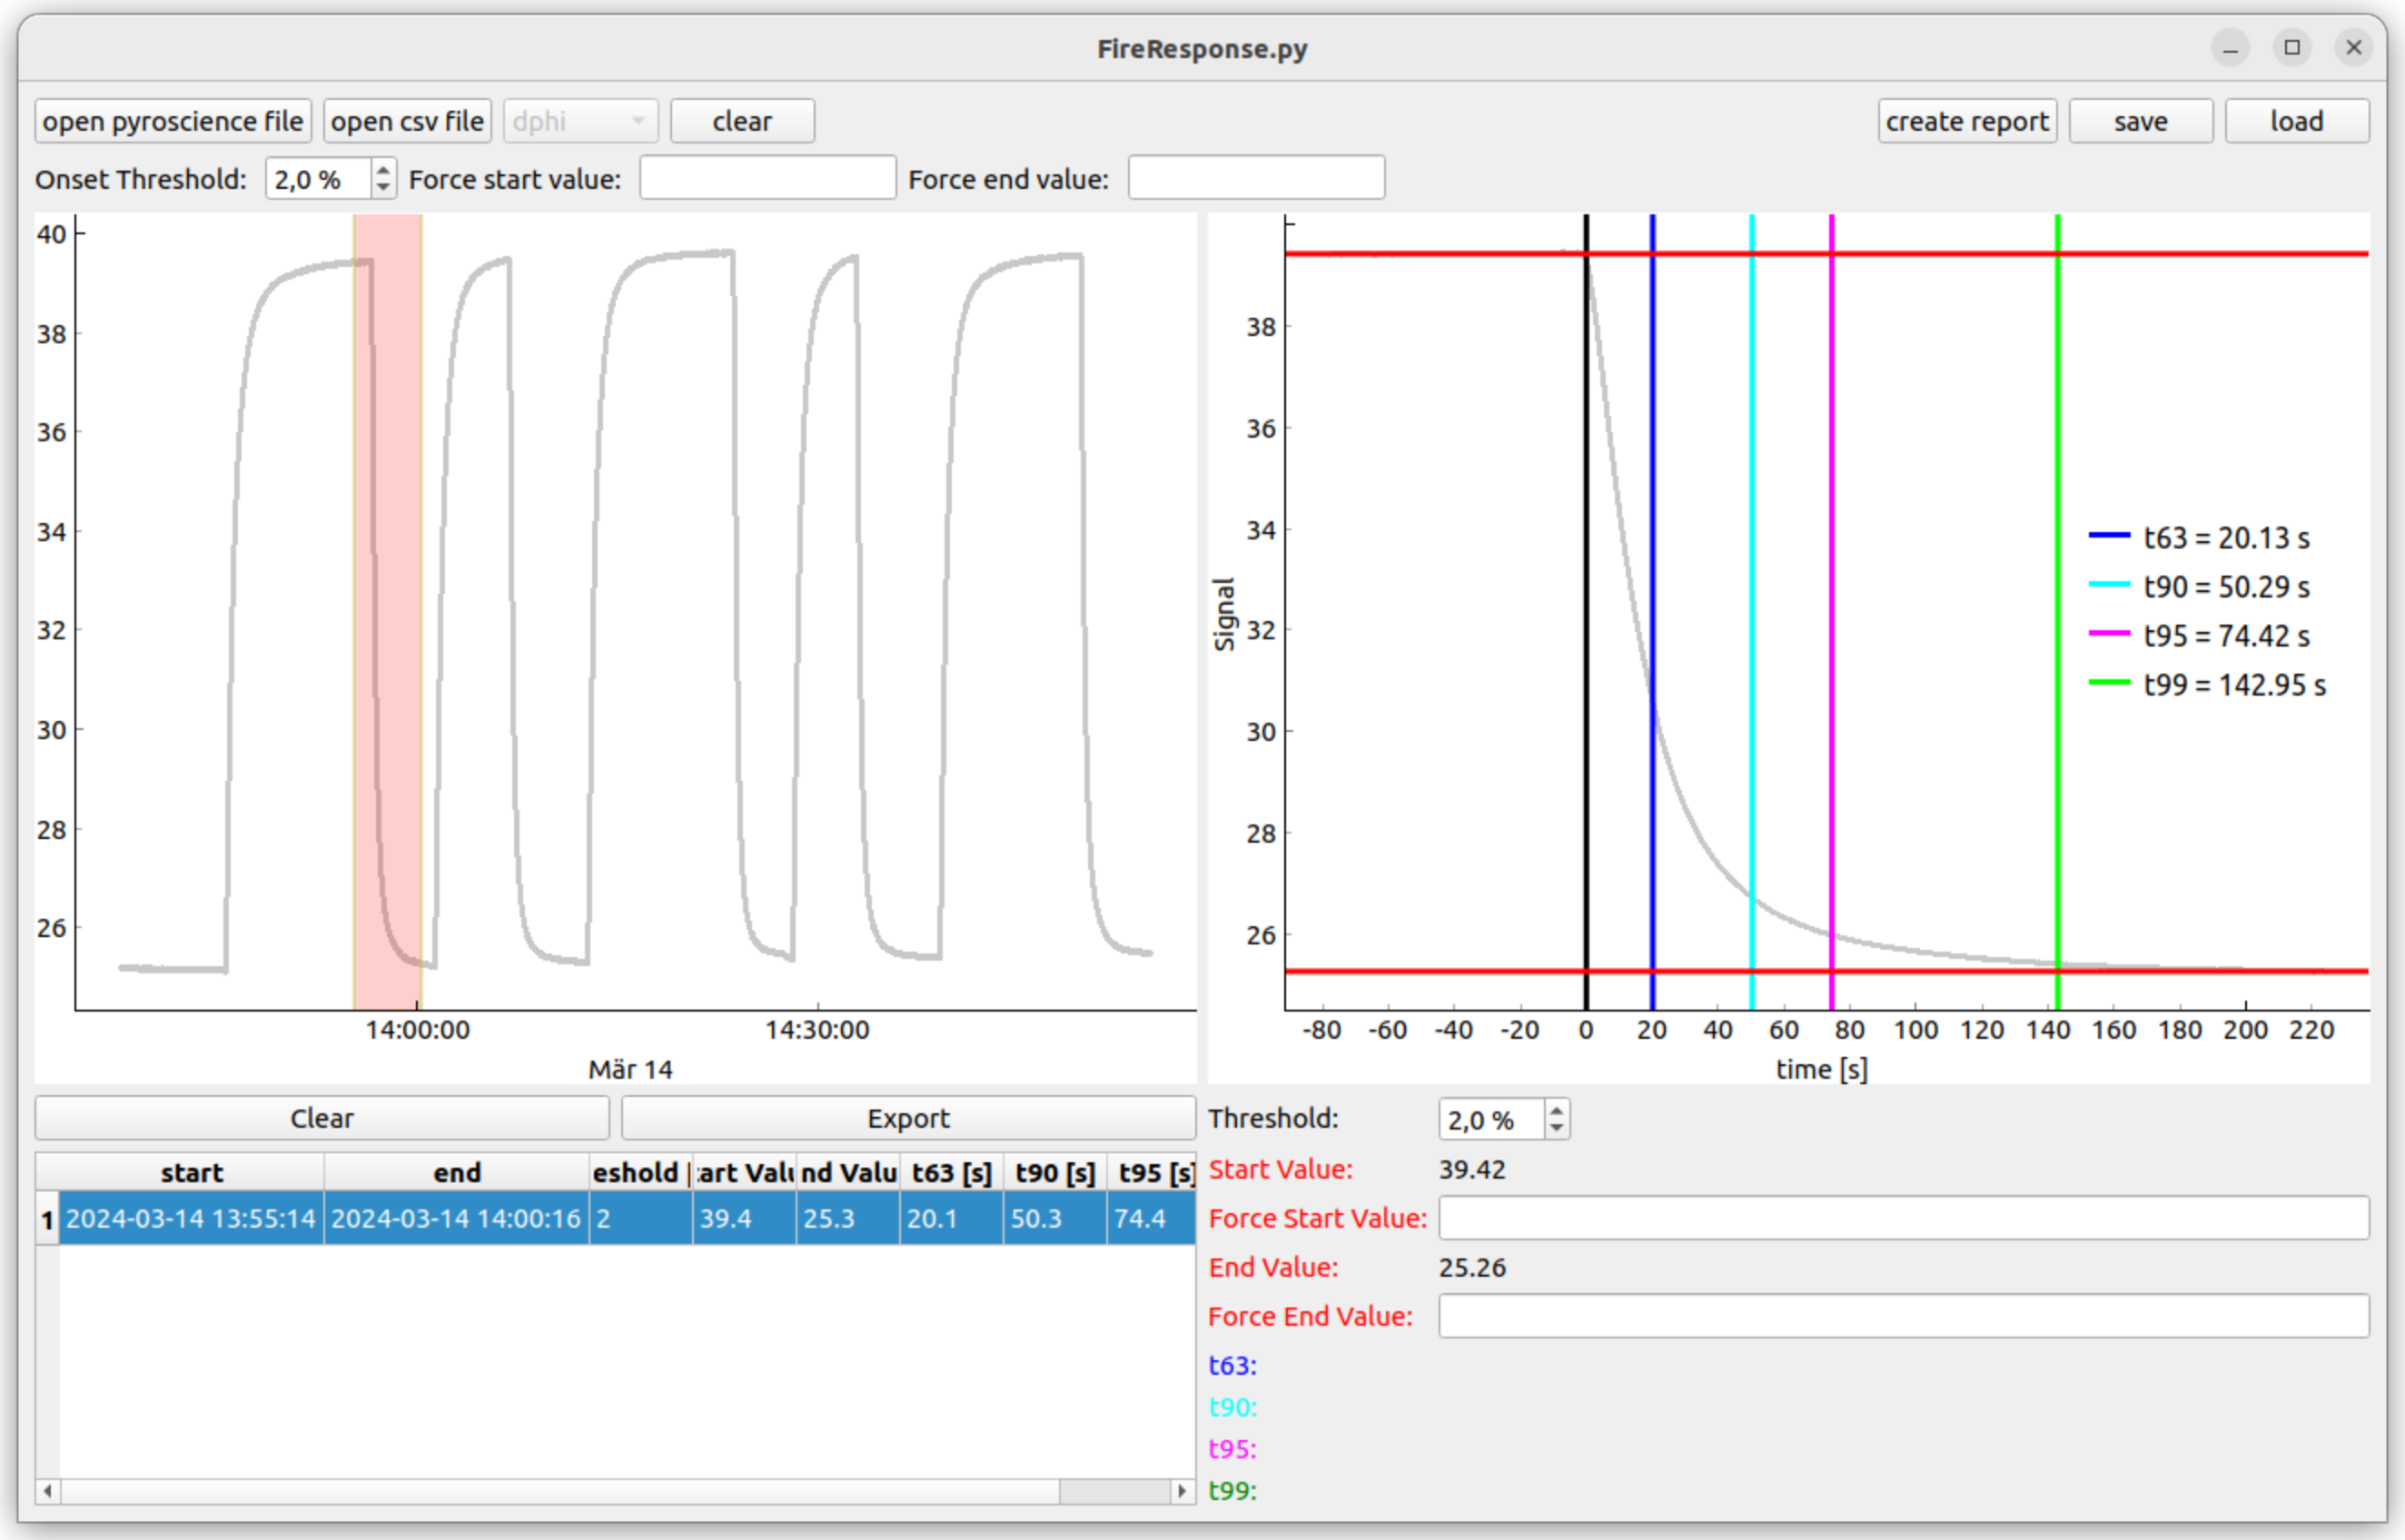 FireResponse.py
open pyroscience file open csv file dphi clear create report save load
Onset Threshold: 2,0 % Force start value: Force end value:
40
38
36
34
32
30
28
26
14:00:00 14:30:00
Mär 14
38
36
34
32
30
28
26
Signal
t63 = 20.13 s
t90 = 50.29 s
t95 = 74.42 s
t99 = 142.95 s
-80 -60 -40 -20 0 20 40 60 80 100 120 140 160 180 200 220
time [s]
Clear Export
start end eshold [ art Valu nd Valu t63 [s] t90 [s] t95 [s]
1 2024-03-14 13:55:14 2024-03-14 14:00:16 2 39.4 25.3 20.1 50.3 74.4
Threshold: 2,0 %
Start Value: 39.42
Force Start Value:
End Value: 25.26
Force End Value:
t63:
t90:
t95:
t99: